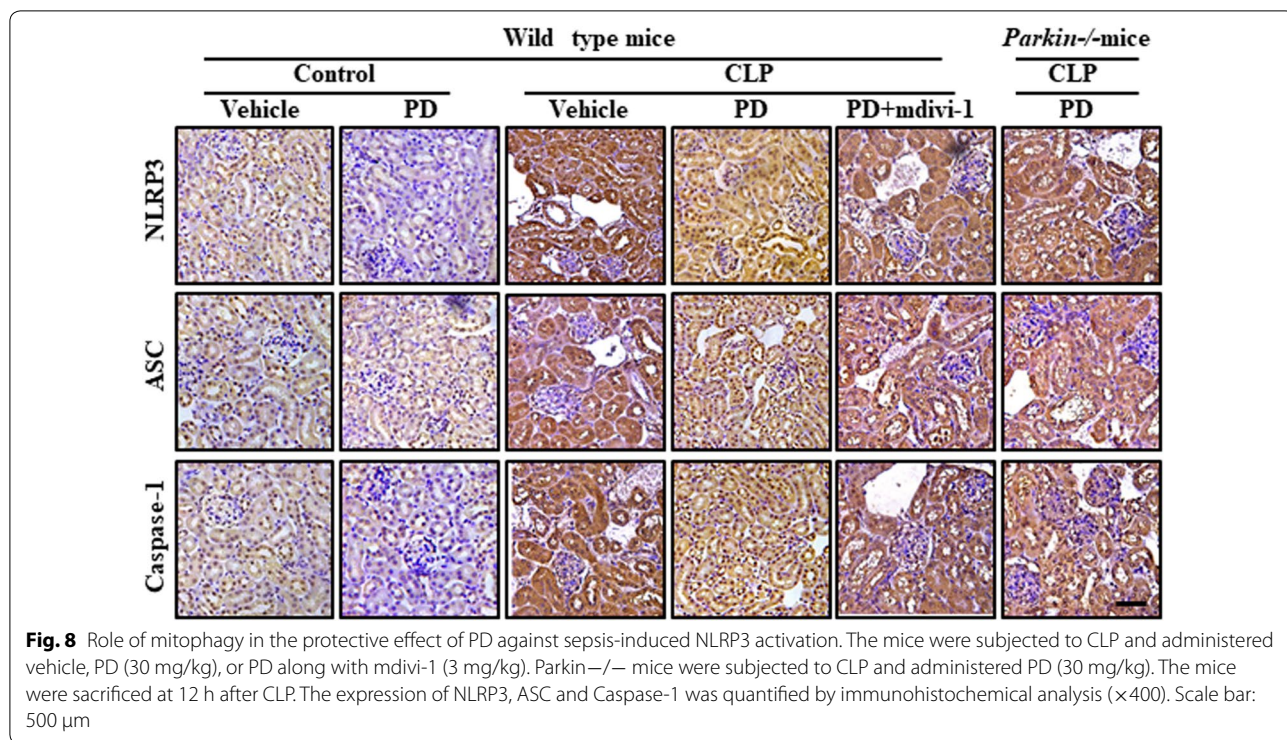 Wild type mice Parkin-/-mice
Control CLP CLP
Vehicle PD Vehicle PD PD+mdivi-1 PD
NLRP3
ASC
Caspase-1
Fig. 8 Role of mitophagy in the protective effect of PD against sepsis-induced NLRP3 activation. The mice were subjected to CLP and administered
vehicle, PD (30 mg/kg), or PD along with mdivi-1 (3 mg/kg). Parkin−/− mice were subjected to CLP and administered PD (30 mg/kg). The mice
were sacrificed at 12 h after CLP. The expression of NLRP3, ASC and Caspase-1 was quantified by immunohistochemical analysis (×400). Scale bar:
500 µm